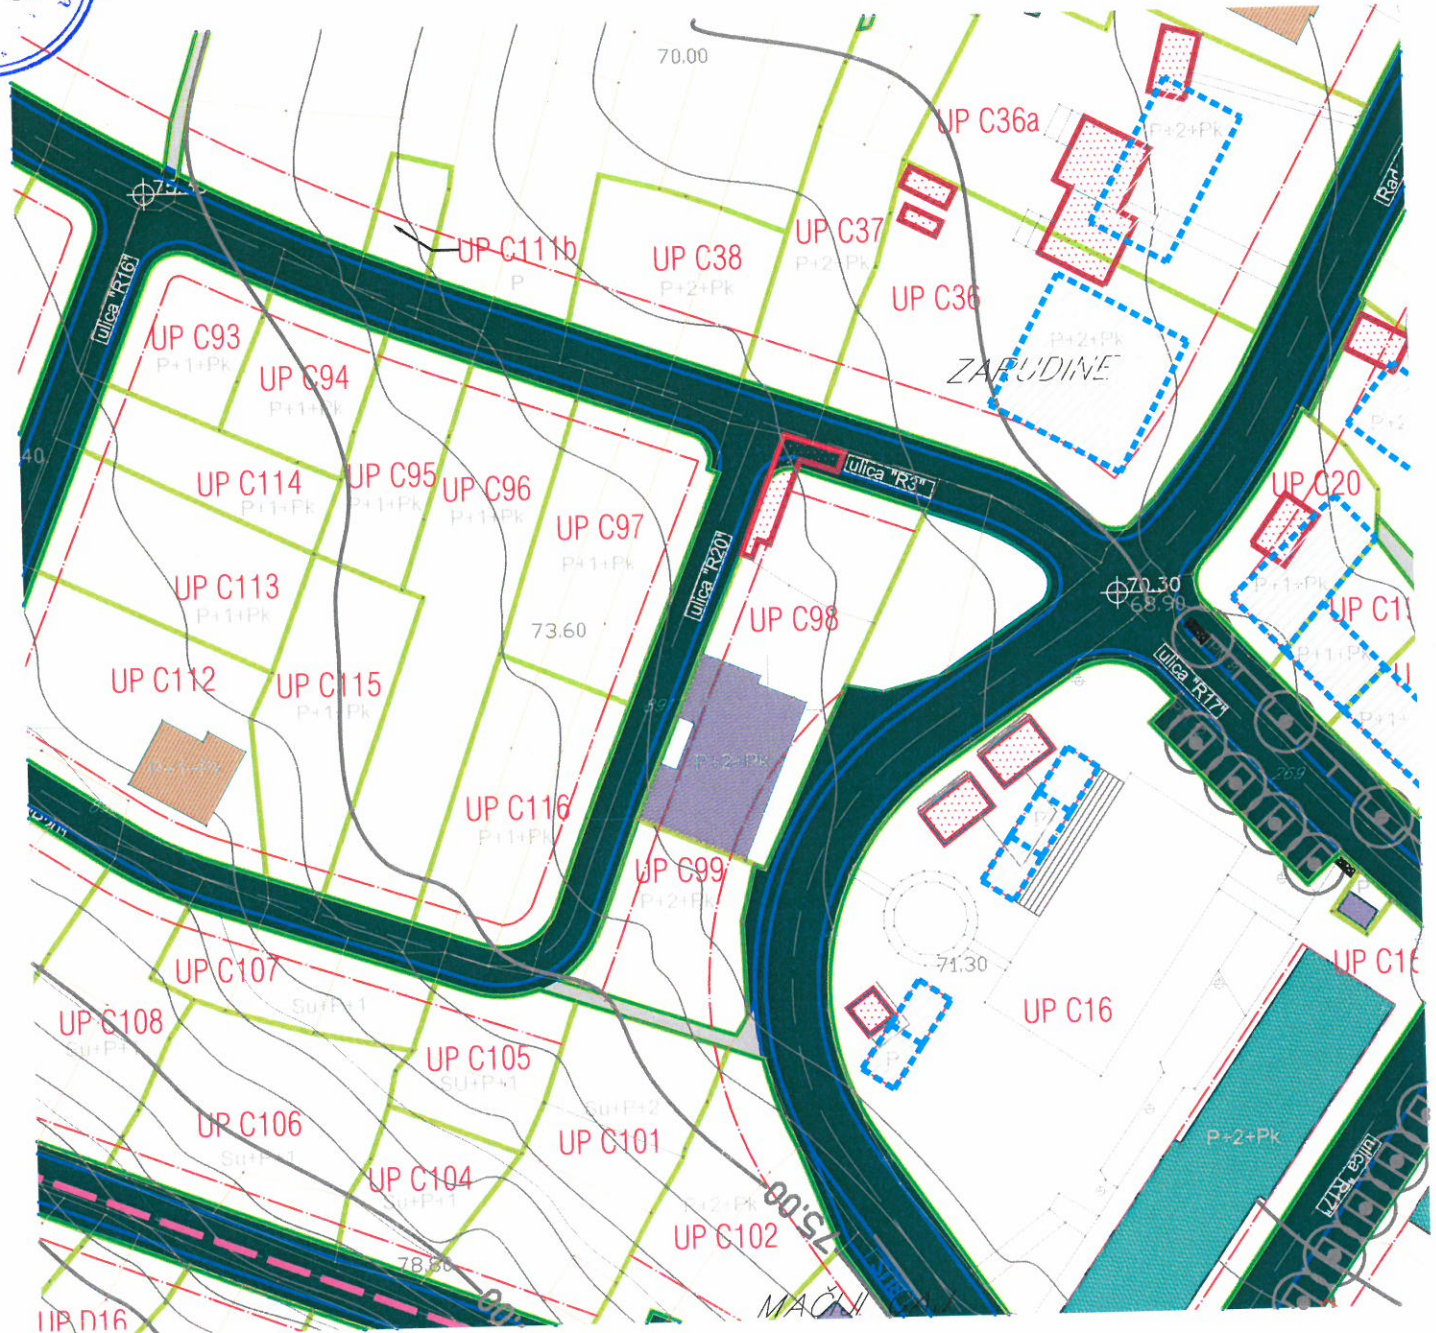 70.00
UP C36a
P+2+Pk
UP C111b
P
UP C38
P+2+Pk
UP C37
P+2+Pk
UP C36
P+2+Pk
ZAPUDINE
ulica "R16"
UP C93
P+1+Pk
UP C94
P+1+Pk
UP C114
P+1+Pk
UP C95
P+1+Pk
UP C96
P+1+Pk
UP C97
P+1+Pk
ulica "R3"
ulica "R20"
UP C20
P+1+Pk
UP C113
P+1+Pk
73.60
UP C98
70.30
68.90
P+1+Pk
UP C112
UP C115
P+1+Pk
ulica "R17"
P+2+Pk
269
UP C116
P+1+Pk
UP C99
P+2+Pk
71.30
UP C16
P
UP C107
Su+P+1
UP C108
UP C105
SU+P+1
Su+P+2
UP C101
UP C106
Su+P+1
UP C104
Su+P+1
P+2+Pk
UP C102
75.00
P+2+Pk
ulica "R17"
78.80
MAČIJI
UP D16